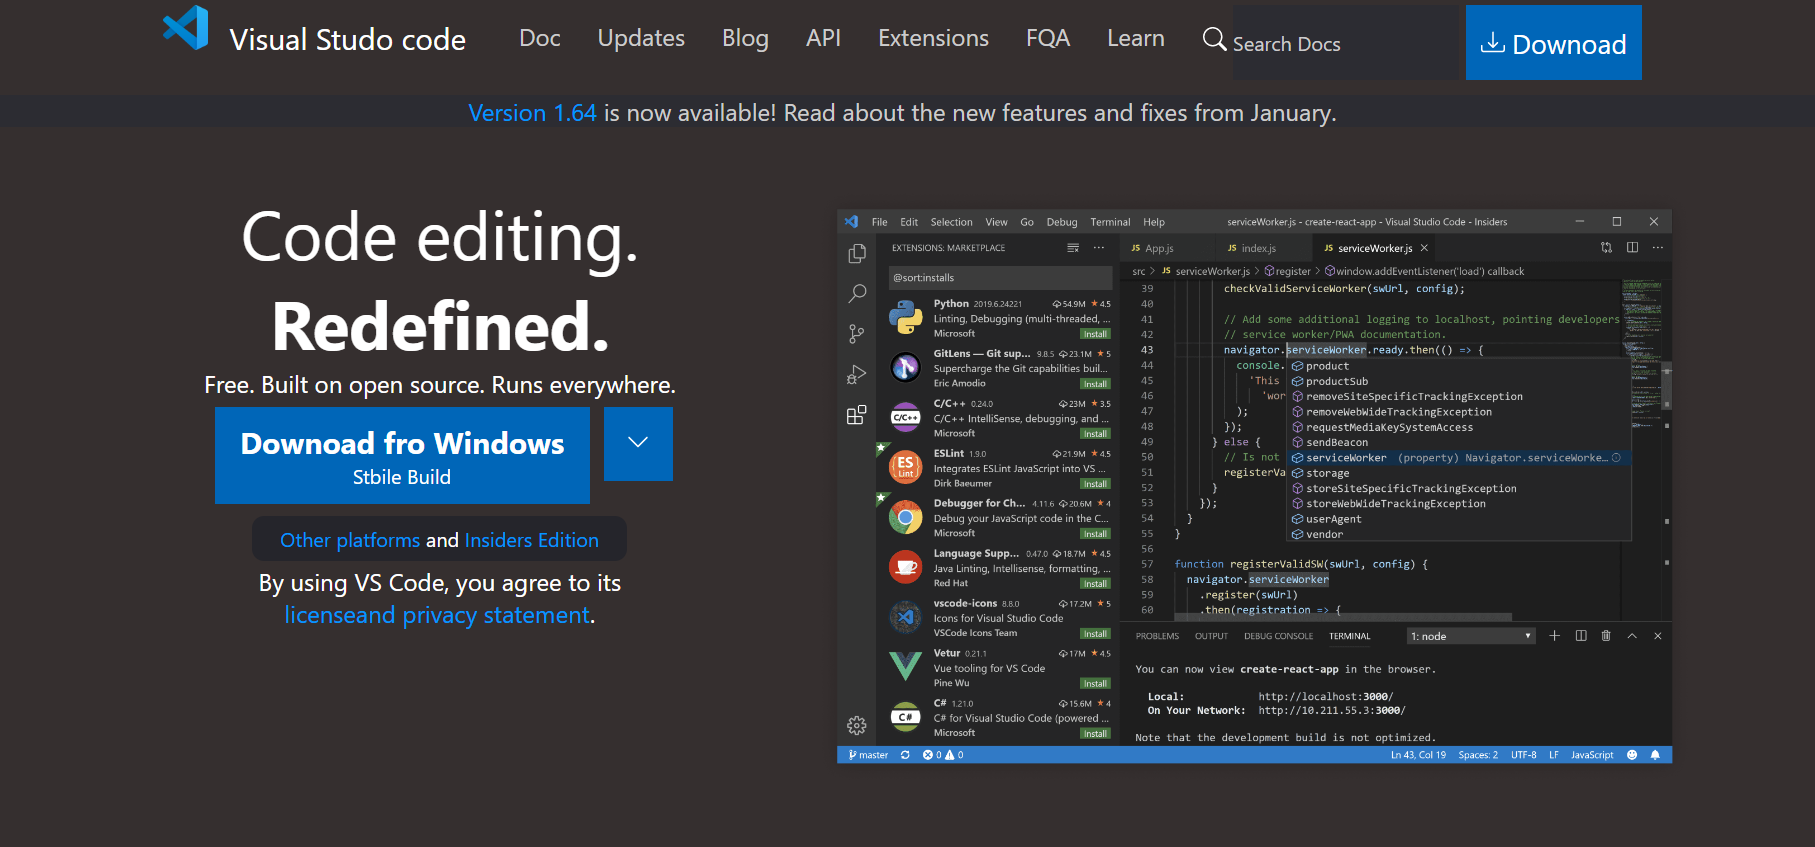 Visual Studo code
Doc
Updates
Blog
API
Extensions
FQA
Learn
Search Docs
Downoad
Version 1.64 is now available! Read about the new features and fixes from January.
Code editing.
Redefined.
Free. Built on open source. Runs everywhere.
Downoad fro Windows
Stbile Build
Other platforms and Insiders Edition
By using VS Code, you agree to its
licenseand privacy statement.
File Edit Selection View Go Debug Terminal Help
serviceWorker.js - create-react-app - Visual Studio Code - Insiders
EXTENSIONS: MARKETPLACE
@sort:installs
Python 2019.6.24221 54.9M ★ 4.5
Linting, Debugging (multi-threaded, ...
Microsoft Install
GitLens — Git sup... 9.8.5 23.1M ★ 5
Supercharge the Git capabilities buil...
Eric Amodio Install
C/C++ 0.24.0 23M ★ 3.5
C/C++ IntelliSense, debugging, and ...
Microsoft Install
ESLint 1.9.0 21.9M ★ 4.5
Integrates ESLint JavaScript into VS ...
Dirk Baeumer Install
Debugger for Ch... 4.11.6 20.6M ★ 4
Debug your JavaScript code in the C...
Microsoft Install
Language Supp... 0.47.0 18.7M ★ 4.5
Java Linting, Intellisense, formatting, ...
Red Hat Install
vscode-icons 8.8.0 17.2M ★ 5
Icons for Visual Studio Code
VSCode Icons Team Install
Vetur 0.21.1 17M ★ 4.5
Vue tooling for VS Code
Pine Wu Install
C# 1.21.0 15.6M ★ 4
C# for Visual Studio Code (powered ...
Microsoft Install
JS App.js
JS index.js
JS serviceWorker.js
src > JS serviceWorker.js > register > window.addEventListener('load') callback
39 checkValidServiceWorker(swUrl, config);
40
41 // Add some additional logging to localhost, pointing developers
42 // service worker/PWA documentation.
43 navigator.serviceWorker.ready.then(() => {
44 console.
45 'This
46 'wor
47 );
48 });
49 } else {
50 // Is not
51 registerVa
52 }
53 });
54 }
55 }
56
57 function registerValidSW(swUrl, config) {
58 navigator.serviceWorker
59 .register(swUrl)
60 .then(registration => {
product
productSub
removeSiteSpecificTrackingException
removeWebWideTrackingException
requestMediaKeySystemAccess
sendBeacon
serviceWorker (property) Navigator.serviceWorke...
storage
storeSiteSpecificTrackingException
storeWebWideTrackingException
userAgent
vendor
PROBLEMS OUTPUT DEBUG CONSOLE TERMINAL 1: node
You can now view create-react-app in the browser.
Local: http://localhost:3000/
On Your Network: http://10.211.55.3:3000/
Note that the development build is not optimized.
master 0 0 Ln 43, Col 19 Spaces: 2 UTF-8 LF JavaScript